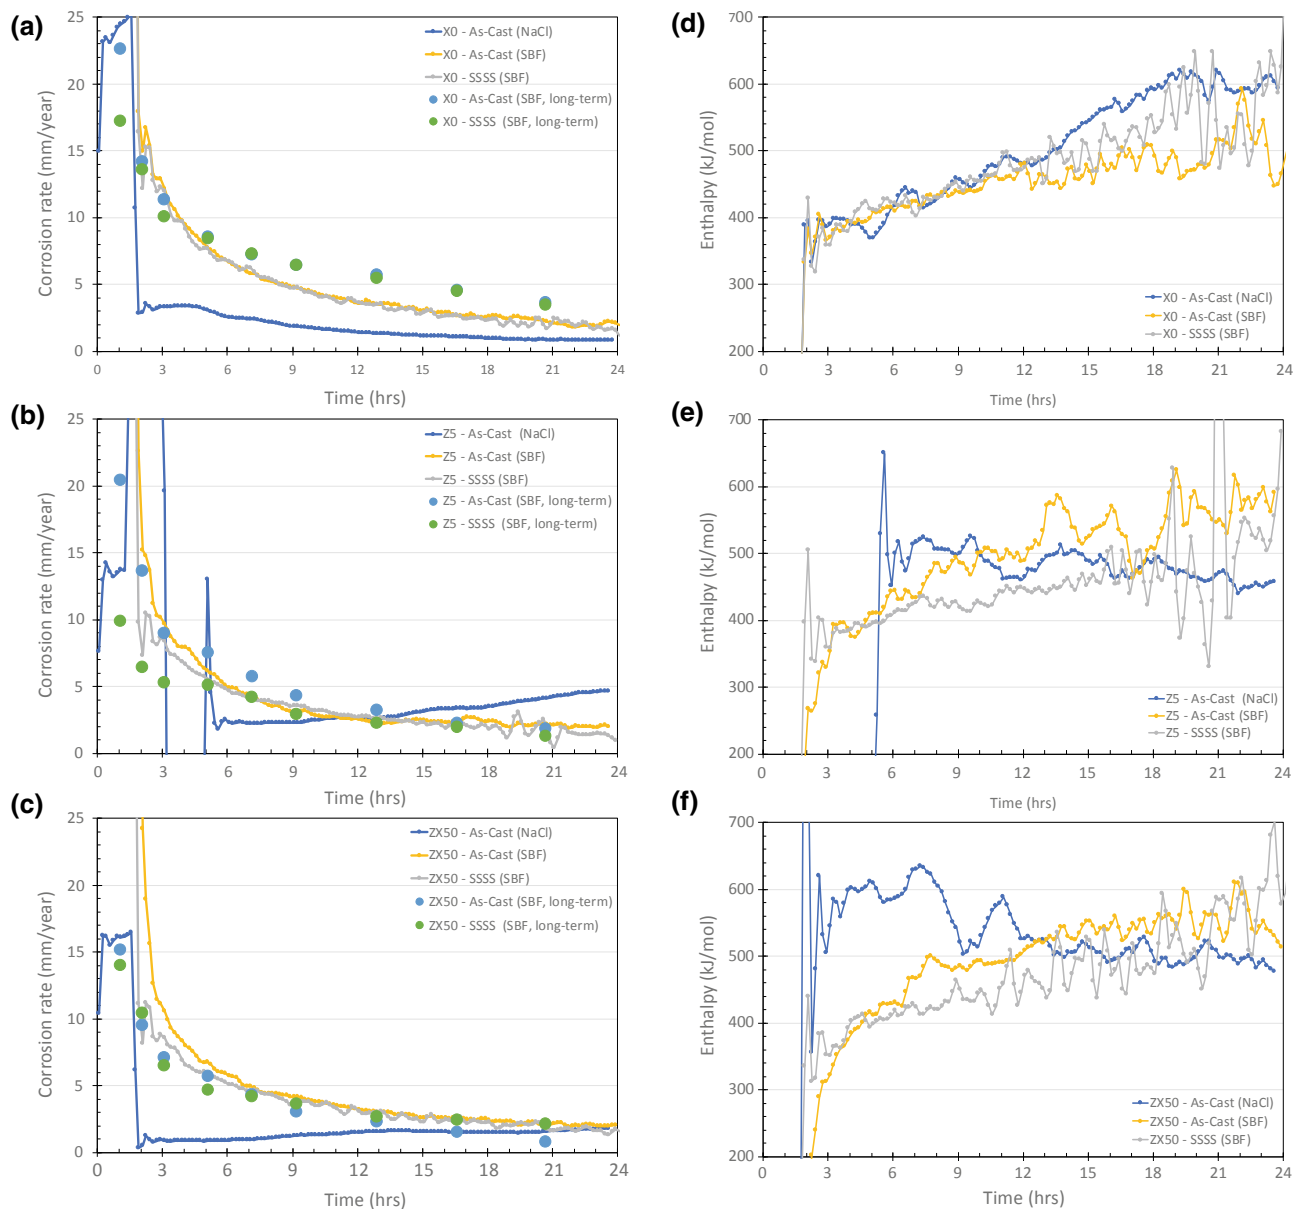 (a)
25
20
15
10
5
0
0
3
6
9
12
15
18
21
24
Corrosion rate (mm/year)
Time (hrs)
X0 - As-Cast (NaCl)
X0 - As-Cast (SBF)
X0 - SSSS (SBF)
X0 - As-Cast (SBF, long-term)
X0 - SSSS (SBF, long-term)
(d)
700
600
500
400
300
200
0
3
6
9
12
15
18
21
24
Enthalpy (kJ/mol)
Time (hrs)
X0 - As-Cast (NaCl)
X0 - As-Cast (SBF)
X0 - SSSS (SBF)
(b)
25
20
15
10
5
0
0
3
6
9
12
15
18
21
24
Corrosion rate (mm/year)
Time (hrs)
Z5 - As-Cast (NaCl)
Z5 - As-Cast (SBF)
Z5 - SSSS (SBF)
Z5 - As-Cast (SBF, long-term)
Z5 - SSSS (SBF, long-term)
(e)
700
600
500
400
300
200
0
3
6
9
12
15
18
21
24
Enthalpy (kJ/mol)
Time (hrs)
Z5 - As-Cast (NaCl)
Z5 - As-Cast (SBF)
Z5 - SSSS (SBF)
(c)
25
20
15
10
5
0
0
3
6
9
12
15
18
21
24
Corrosion rate (mm/year)
Time (hrs)
ZX50 - As-Cast (NaCl)
ZX50 - As-Cast (SBF)
ZX50 - SSSS (SBF)
ZX50 - As-Cast (SBF, long-term)
ZX50 - SSSS (SBF, long-term)
(f)
700
600
500
400
300
200
0
3
6
9
12
15
18
21
24
Enthalpy (kJ/mol)
Time (hrs)
ZX50 - As-Cast (NaCl)
ZX50 - As-Cast (SBF)
ZX50 - SSSS (SBF)